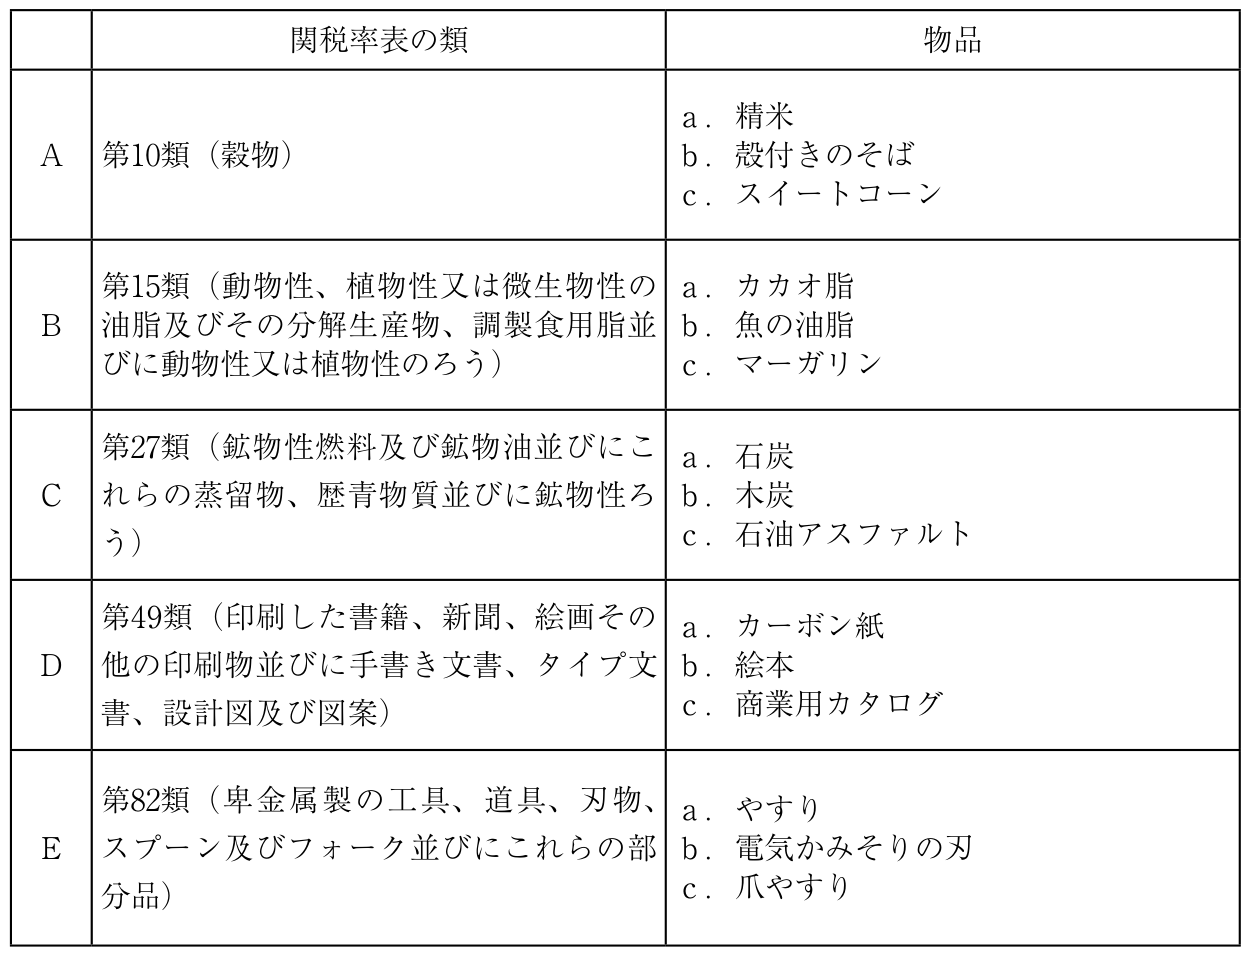 関税率表の類 物品
A 第10類（穀物） a．精米
b．殻付きのそば
c．スイートコーン
B 第15類（動物性、植物性又は微生物性の
油脂及びその分解生産物、調製食用脂並
びに動物性又は植物性のろう） a．カカオ脂
b．魚の油脂
c．マーガリン
C 第27類（鉱物性燃料及び鉱物油並びにこ
れらの蒸留物、歴青物質並びに鉱物性ろ
う） a．石炭
b．木炭
c．石油アスファルト
D 第49類（印刷した書籍、新聞、絵画その
他の印刷物並びに手書き文書、タイプ文
書、設計図及び図案） a．カーボン紙
b．絵本
c．商業用カタログ
E 第82類（卑金属製の工具、道具、刃物、
スプーン及びフォーク並びにこれらの部
分品） a．やすり
b．電気かみそりの刃
c．爪やすり